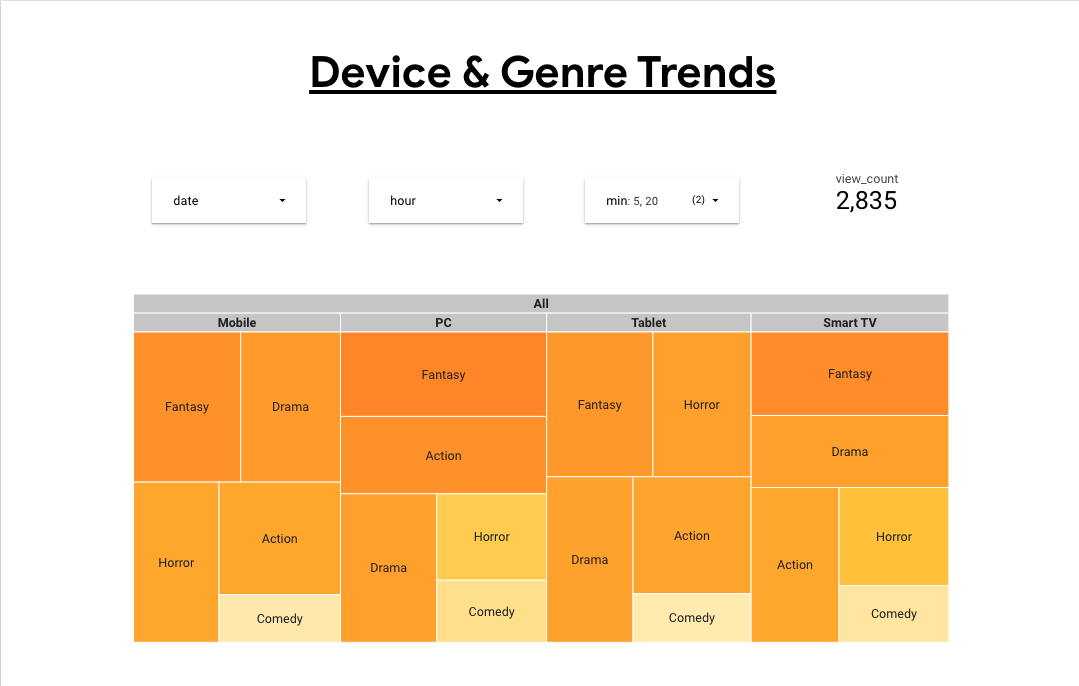 Device & Genre Trends
view_count
date
hour
min: 5, 20 (2)
2,835
All
Mobile PC Tablet Smart TV
Fantasy Drama Fantasy Action Fantasy Horror Fantasy Drama
Horror Action Comedy
Drama Horror Comedy
Drama Action Comedy
Action Horror Comedy